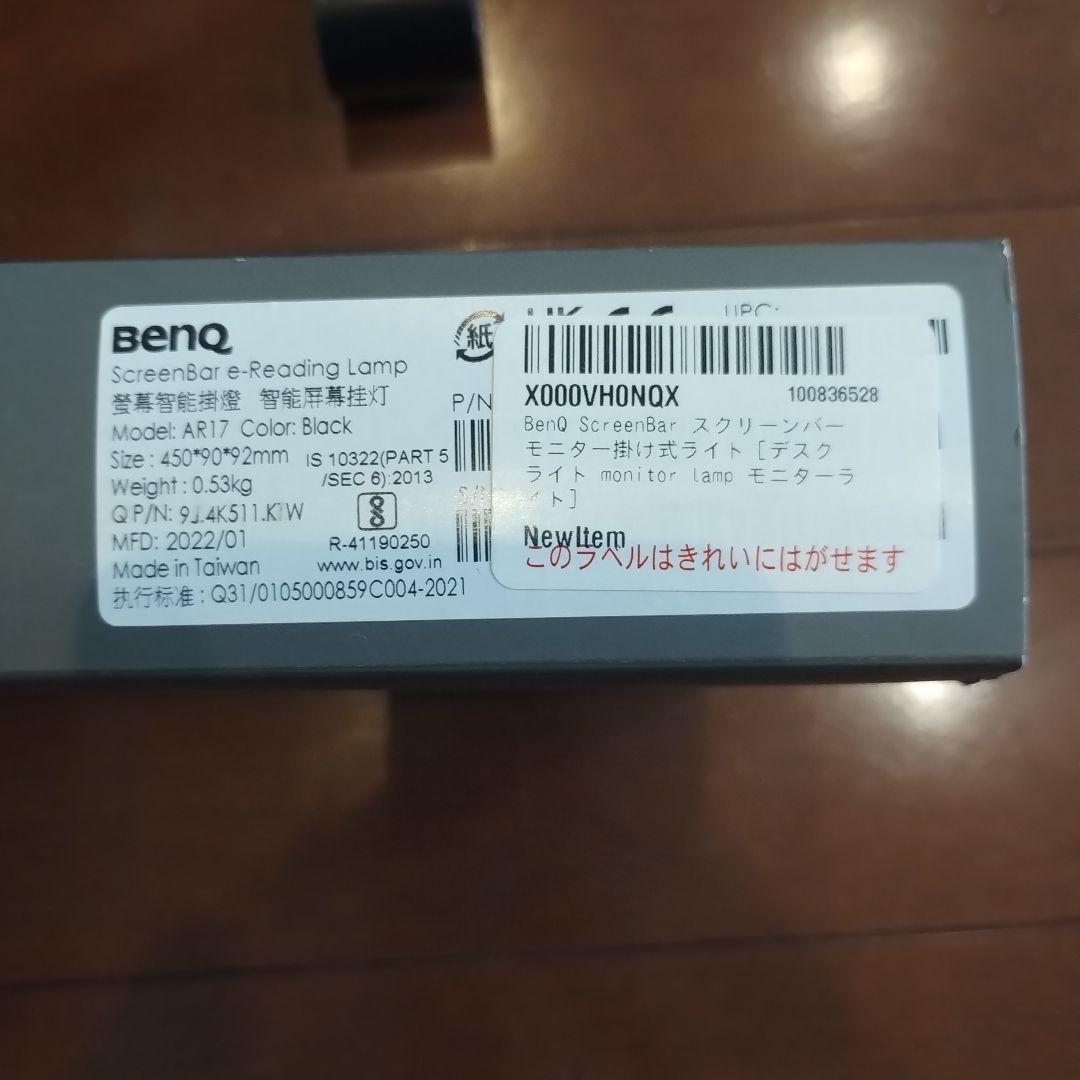 BenQ
ScreenBar e-Reading Lamp
螢幕智能掛燈 智能屏幕挂灯
Model: AR17 Color: Black
Size : 450*90*92mm
Weight : 0.53kg
Q P/N: 9J.4K511.K7W
MFD: 2022/01
Made in Taiwan
执行标准 : Q31/0105000859C004-2021
IS 10322(PART 5
/SEC 6):2013
R-41190250
www.bis.gov.in
紙
P/N
S/N
UPC:
X000VH0NQX
100836528
BenQ ScreenBar スクリーンバー
モニター掛け式ライト [デスク
ライト monitor lamp モニターラ
イト]
NewItem
このラベルはきれいにはがせます